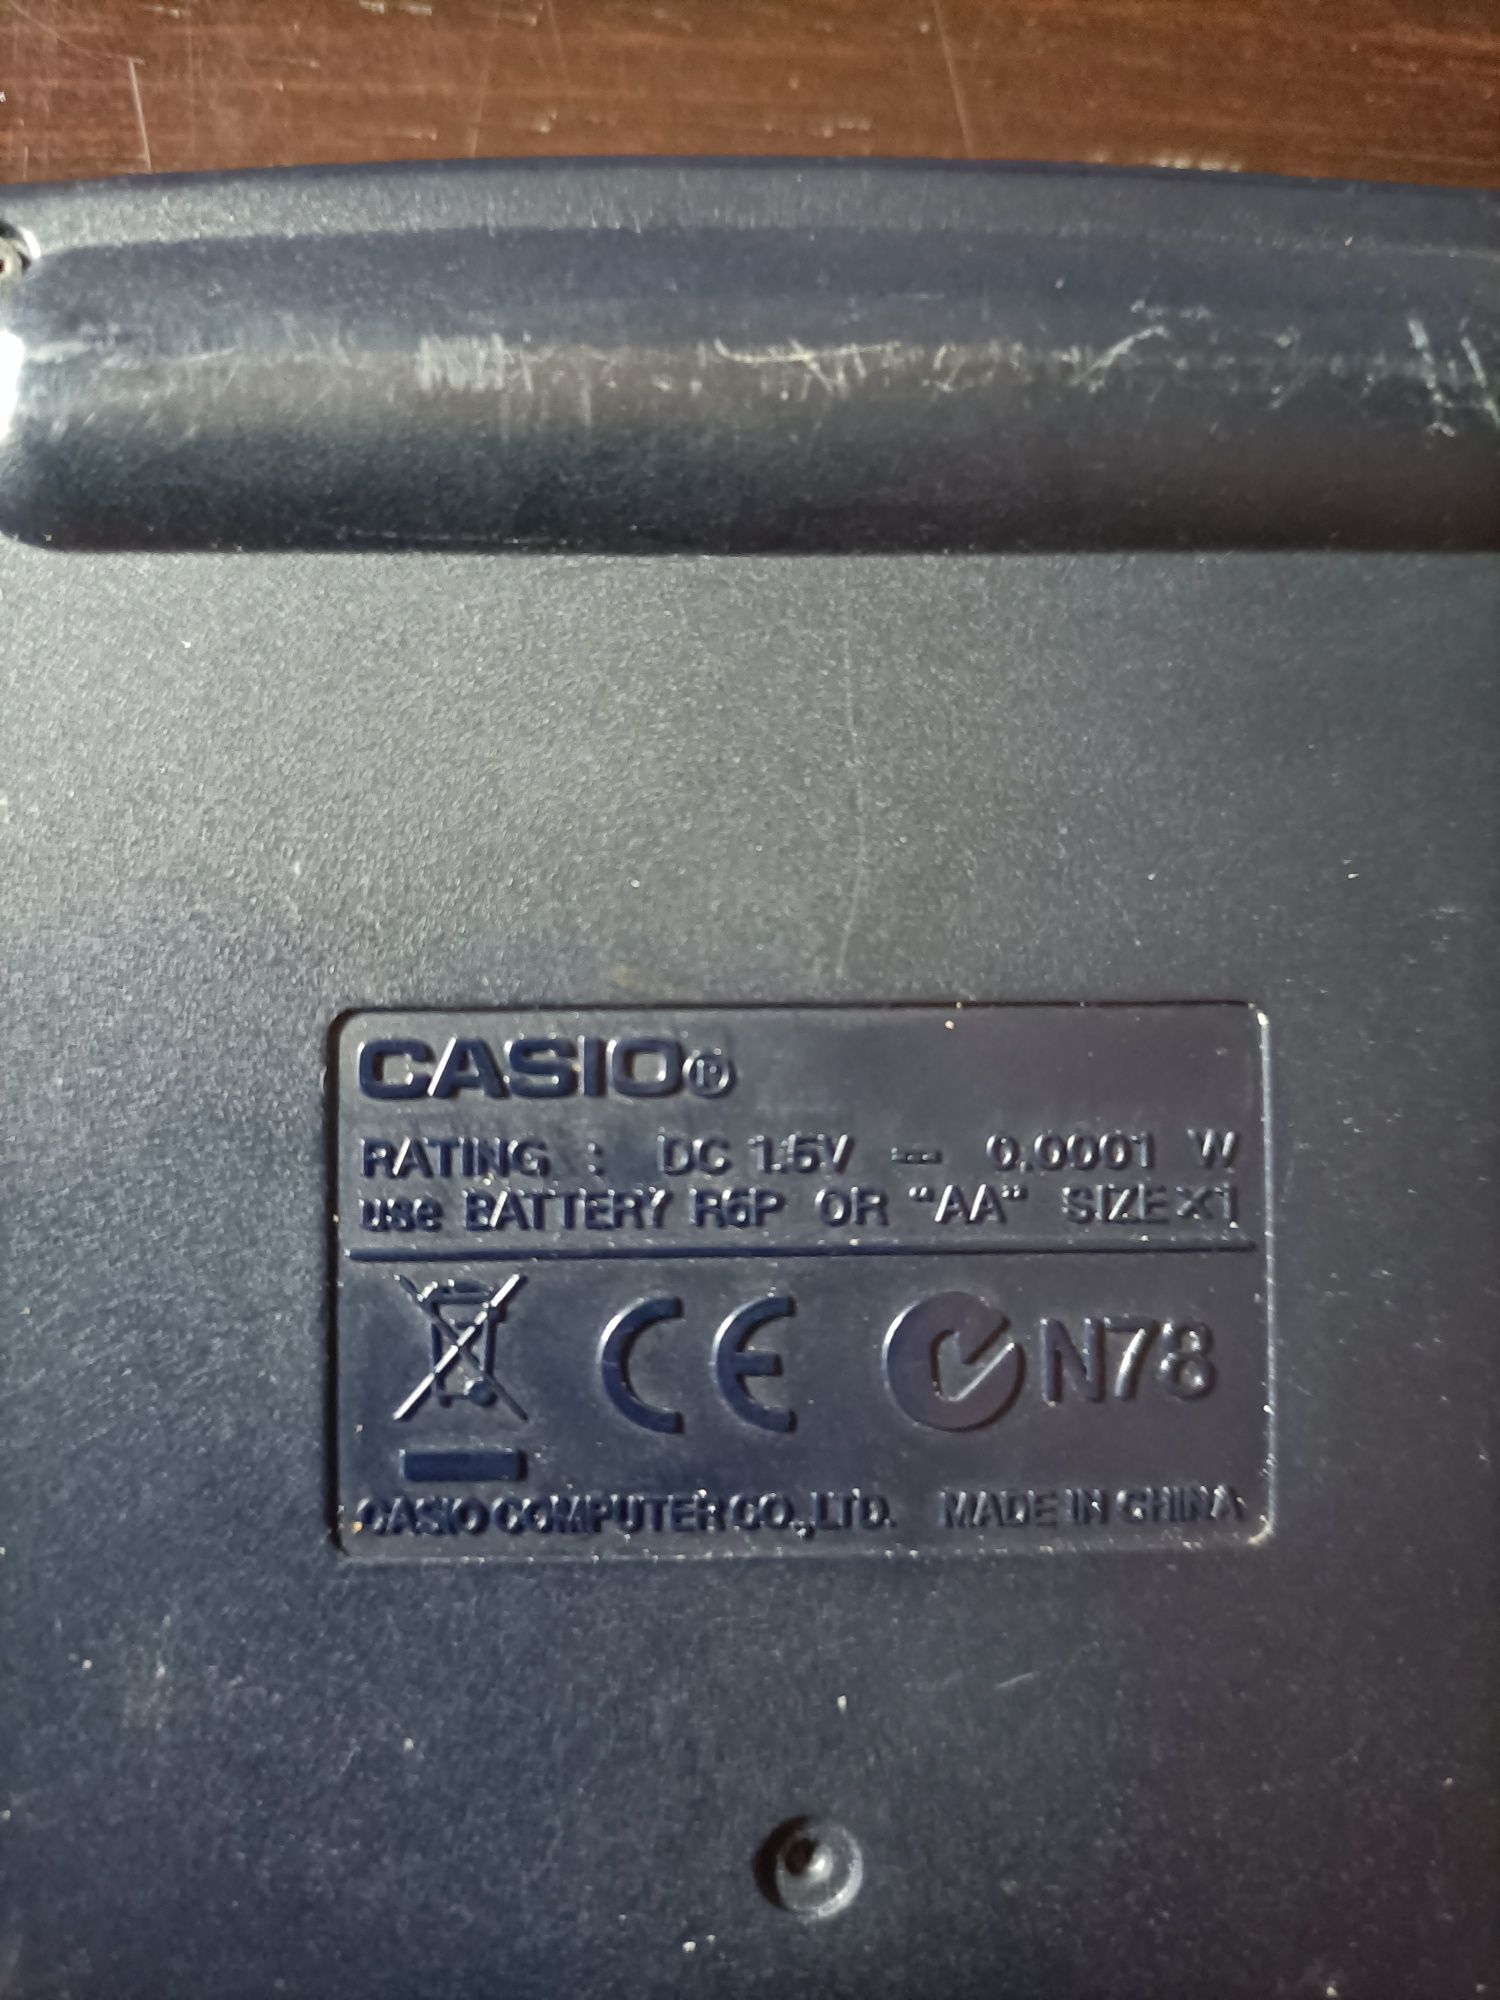 CASIO®
RATING : DC 1.5V ⎓ 0.0001 W
use BATTERY R6P OR "AA" SIZE×1
CE N78
CASIO COMPUTER CO.,LTD. MADE IN CHINA